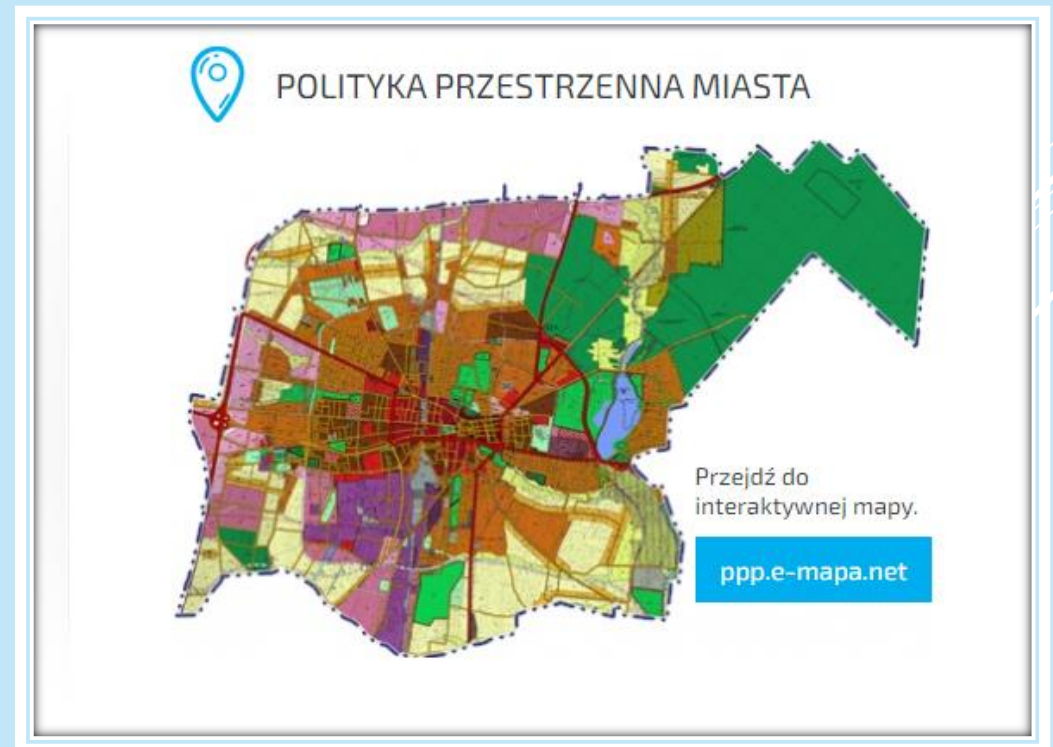 POLITYKA PRZESTRZENNA MIASTA
Przejdź do
interaktywnej mapy.
ppp.e-mapa.net